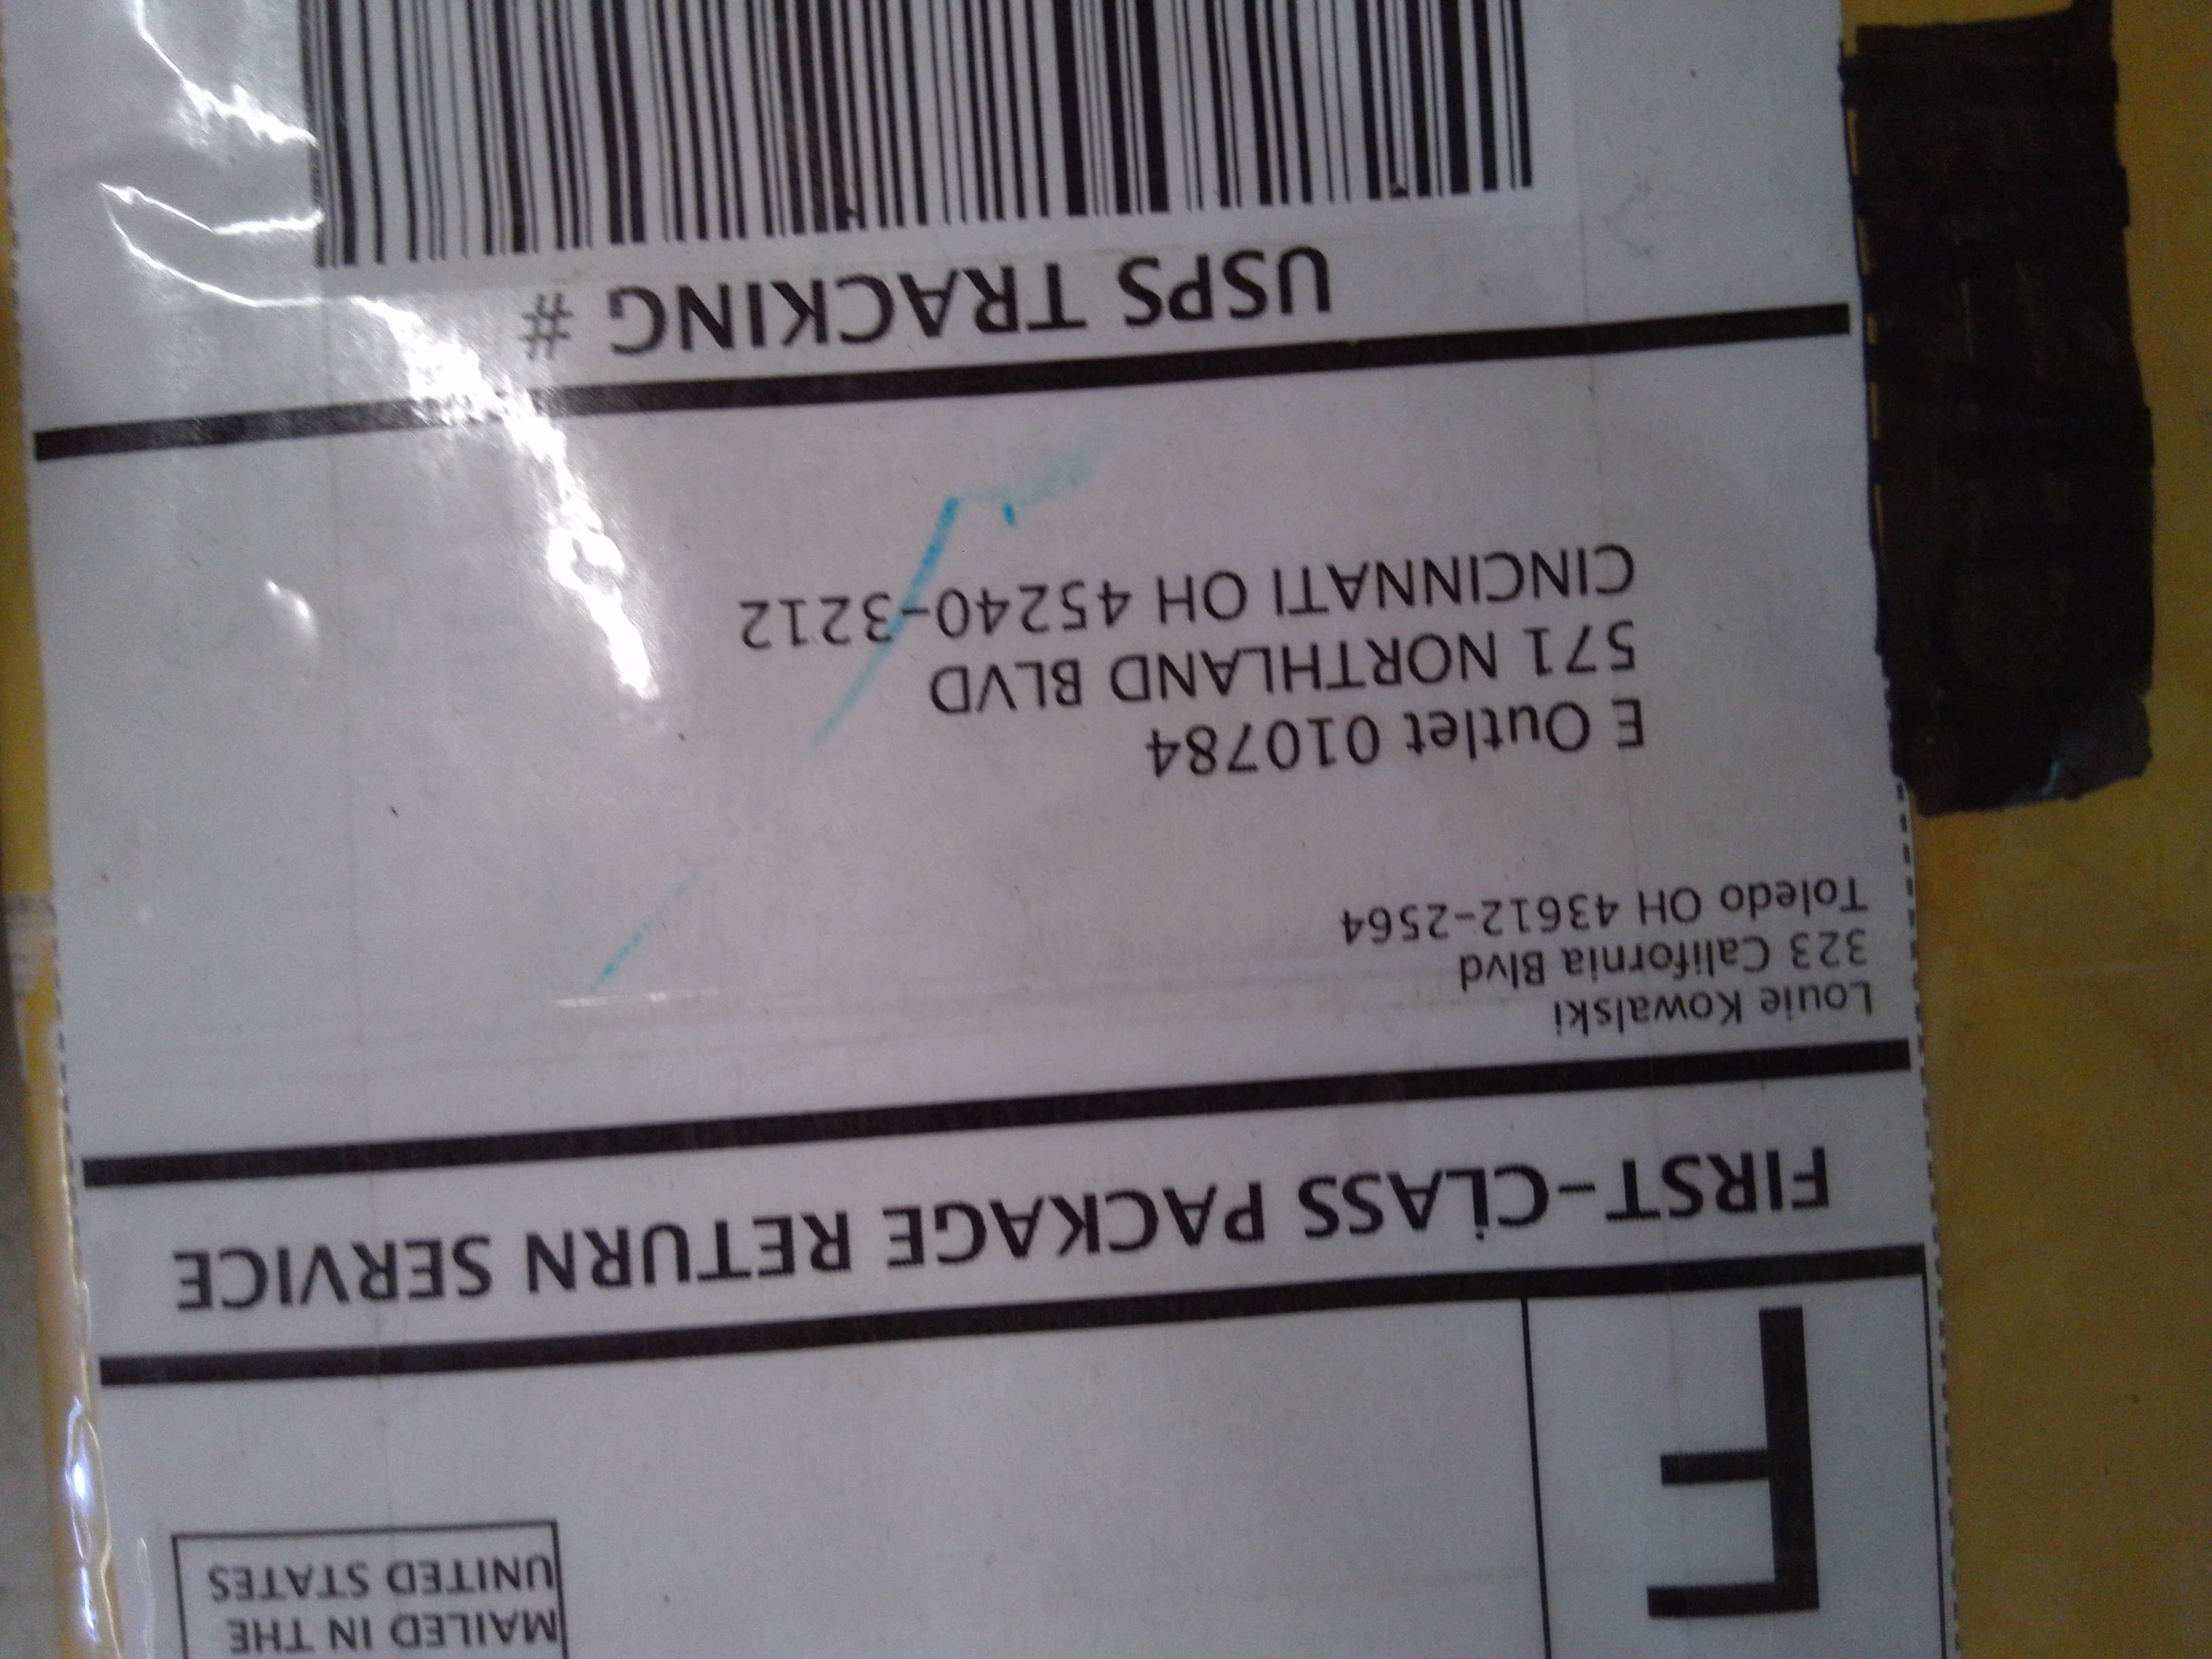 MAILED IN THE
UNITED STATES
F
FIRST-CLASS PACKAGE RETURN SERVICE
Louie Kowalski
323 California Blvd
Toledo OH 43612-2564
E Outlet 010784
571 NORTHLAND BLVD
CINCINNATI OH 45240-3212
USPS TRACKING #